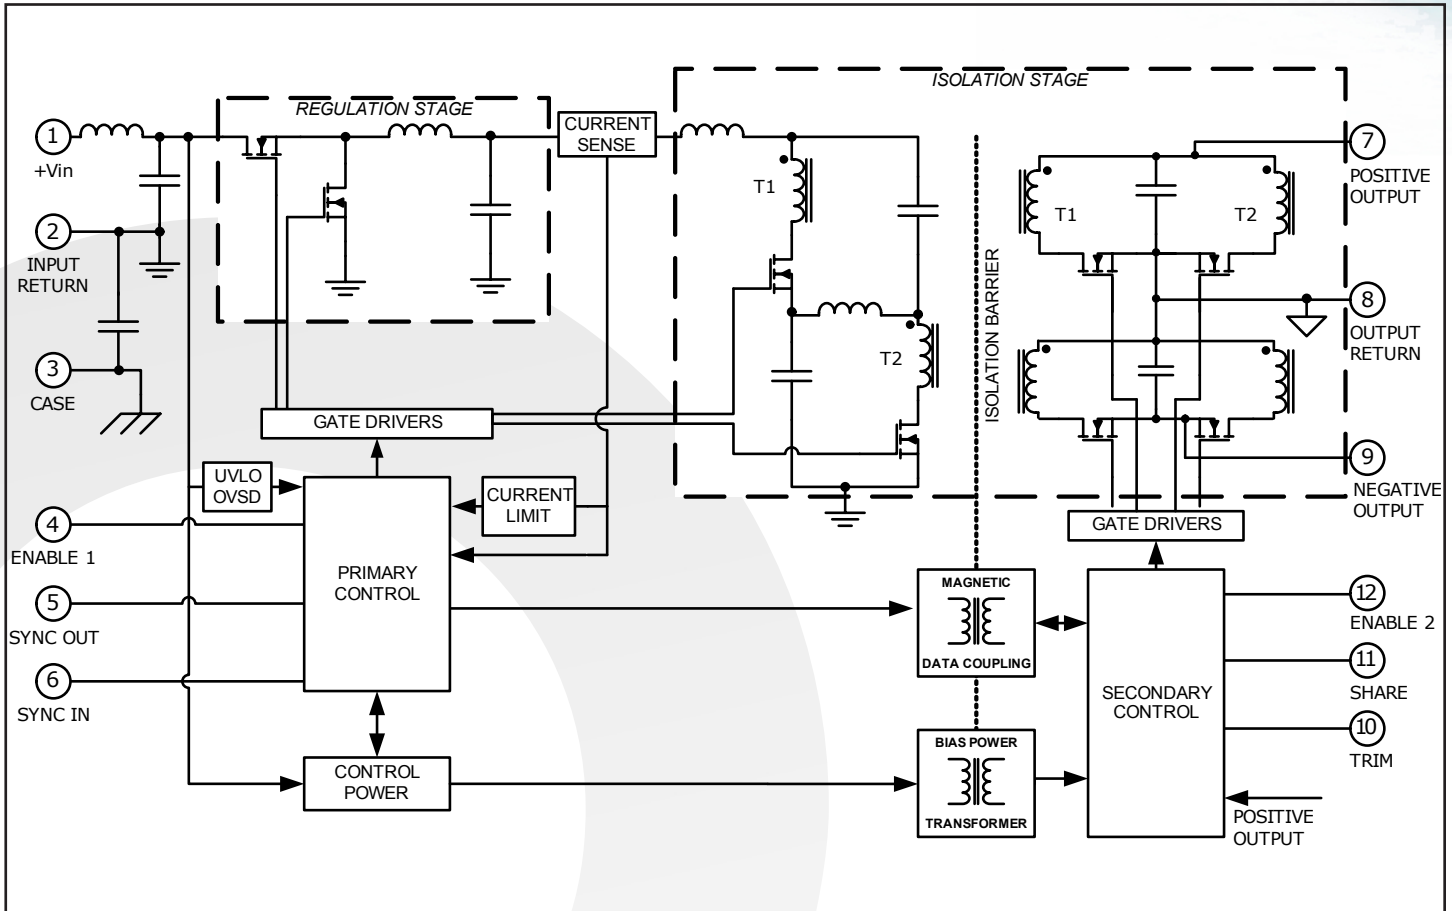 ISOLATION STAGE
REGULATION STAGE
1
+Vin
CURRENT
SENSE
7
POSITIVE
OUTPUT
T1
T1
T2
2
INPUT
RETURN
ISOLATION BARRIER
8
OUTPUT
RETURN
T2
3
CASE
GATE DRIVERS
9
NEGATIVE
OUTPUT
UVLO
OVSD
CURRENT
LIMIT
4
ENABLE 1
GATE DRIVERS
PRIMARY
CONTROL
5
SYNC OUT
MAGNETIC
DATA COUPLING
12
ENABLE 2
6
SYNC IN
SECONDARY
CONTROL
11
SHARE
10
TRIM
CONTROL
POWER
BIAS POWER
TRANSFORMER
POSITIVE
OUTPUT